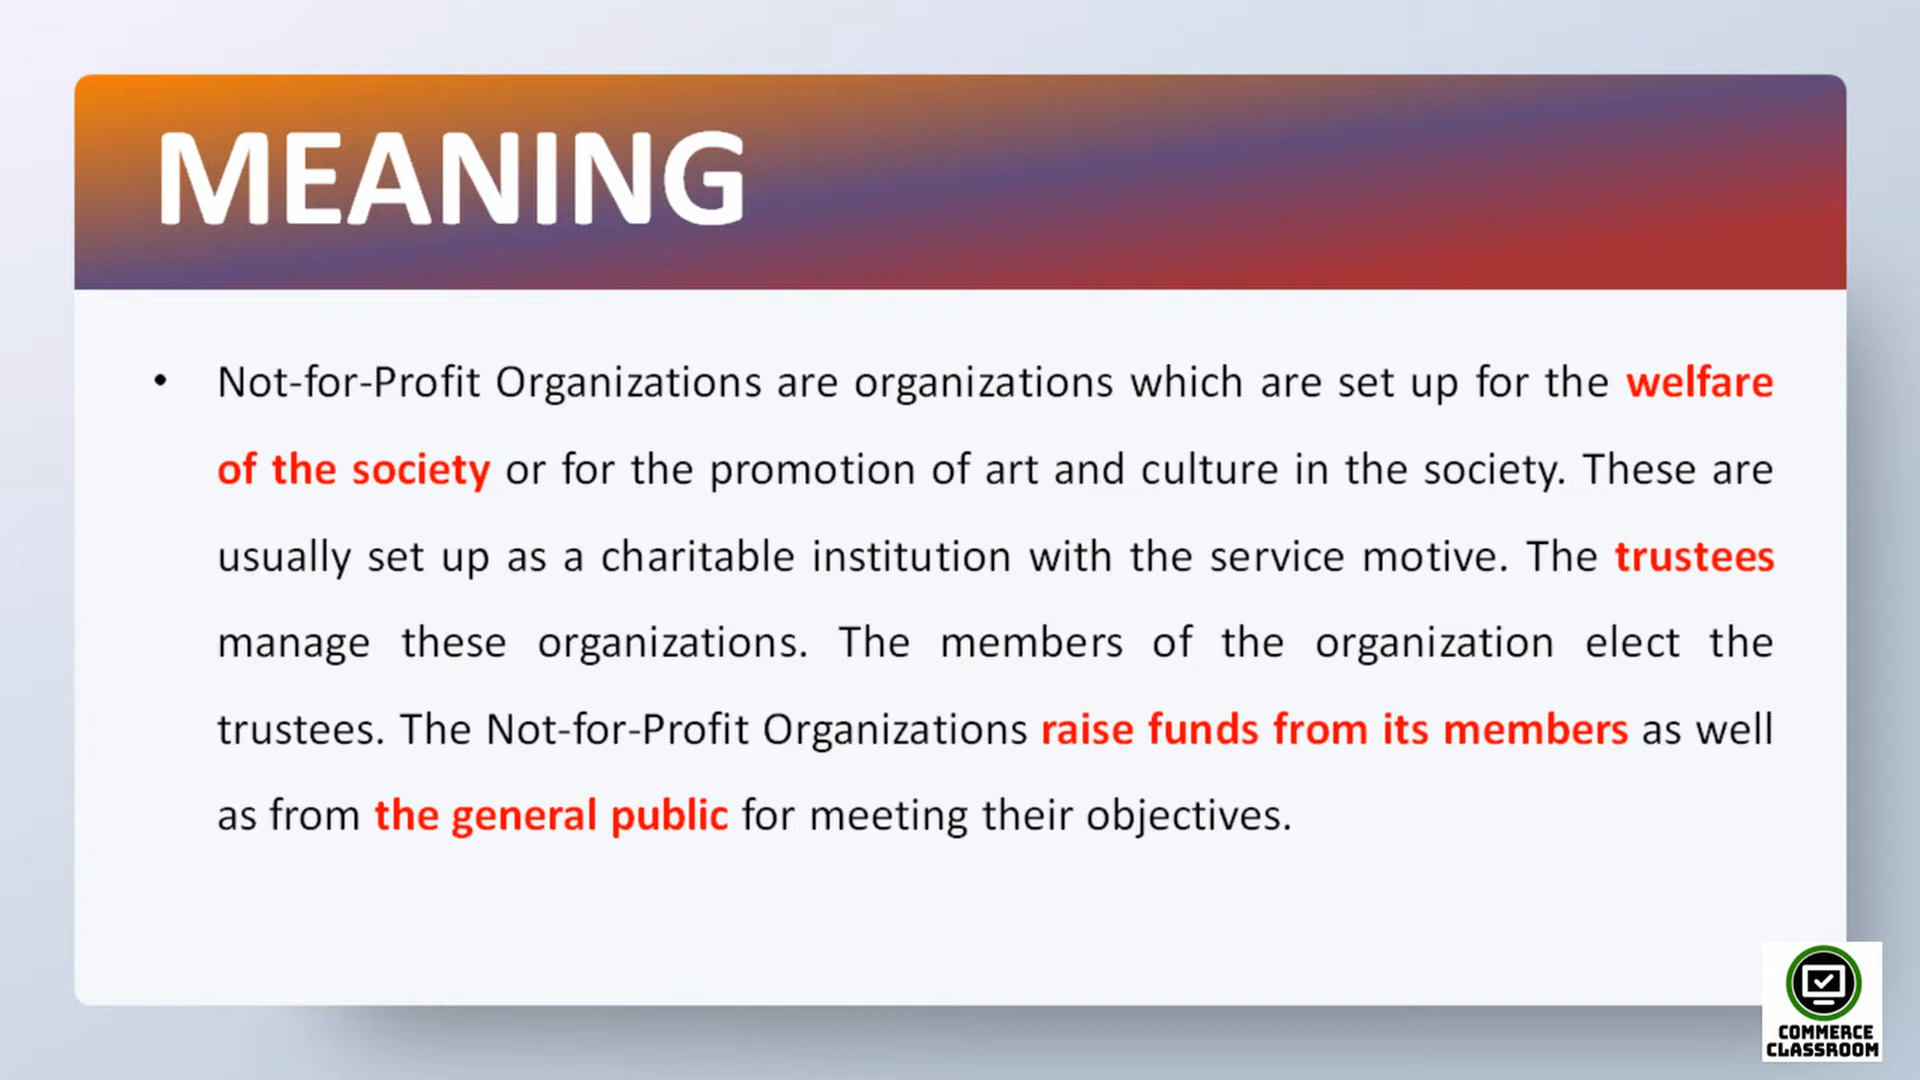 MEANING
• Not-for-Profit Organizations are organizations which are set up for the welfare
of the society or for the promotion of art and culture in the society. These are
usually set up as a charitable institution with the service motive. The trustees
manage these organizations. The members of the organization elect the
trustees. The Not-for-Profit Organizations raise funds from its members as well
as from the general public for meeting their objectives.
COMMERCE
CLASSROOM